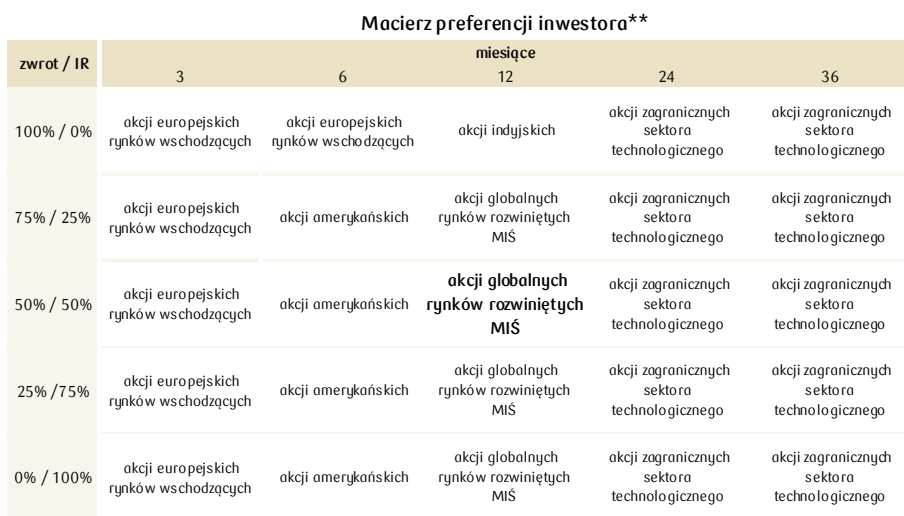 Macierz preferencji inwestora**
zwrot / IR
miesiące
3 6 12 24 36
100% / 0%
akcji europejskich
rynków wschodzących
akcji europejskich
rynków wschodzących
akcji indyjskich
akcji zagranicznych
sektora
technologicznego
akcji zagranicznych
sektora
technologicznego
75% / 25%
akcji europejskich
rynków wschodzących
akcji amerykańskich
akcji globalnych
rynków rozwiniętych
MIŚ
akcji zagranicznych
sektora
technologicznego
akcji zagranicznych
sektora
technologicznego
50% / 50%
akcji europejskich
rynków wschodzących
akcji amerykańskich
akcji globalnych
rynków rozwiniętych
MIŚ
akcji zagranicznych
sektora
technologicznego
akcji zagranicznych
sektora
technologicznego
25% /75%
akcji europejskich
rynków wschodzących
akcji amerykańskich
akcji globalnych
rynków rozwiniętych
MIŚ
akcji zagranicznych
sektora
technologicznego
akcji zagranicznych
sektora
technologicznego
0% / 100%
akcji europejskich
rynków wschodzących
akcji amerykańskich
akcji globalnych
rynków rozwiniętych
MIŚ
akcji zagranicznych
sektora
technologicznego
akcji zagranicznych
sektora
technologicznego